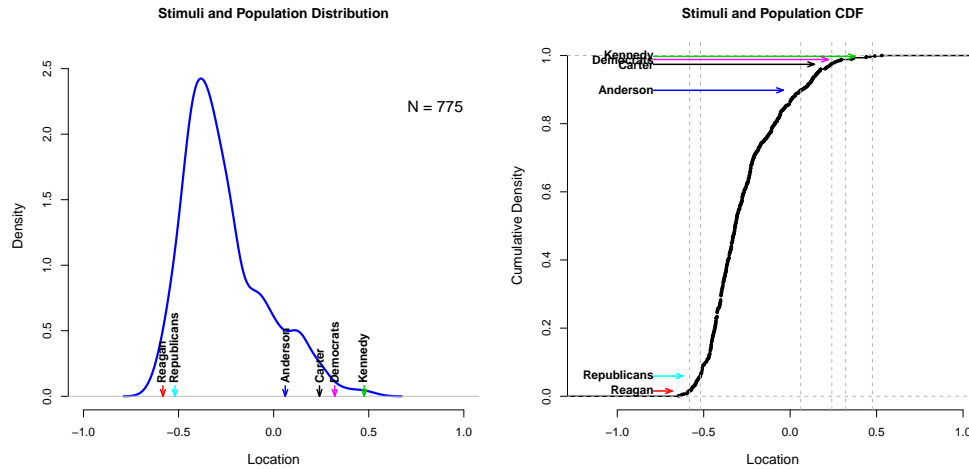 Stimuli and Population Distribution
2.5
2.0
1.5
1.0
0.5
0.0
Density
N = 775
Reagan
Republicans
Anderson
Carter
Democrats
Kennedy
−1.0 −0.5 0.0 0.5 1.0
Location
Stimuli and Population CDF
1.0
0.8
0.6
0.4
0.2
0.0
Cumulative Density
Kennedy
Democrats
Carter
Anderson
Republicans
Reagan
−1.0 −0.5 0.0 0.5 1.0
Location